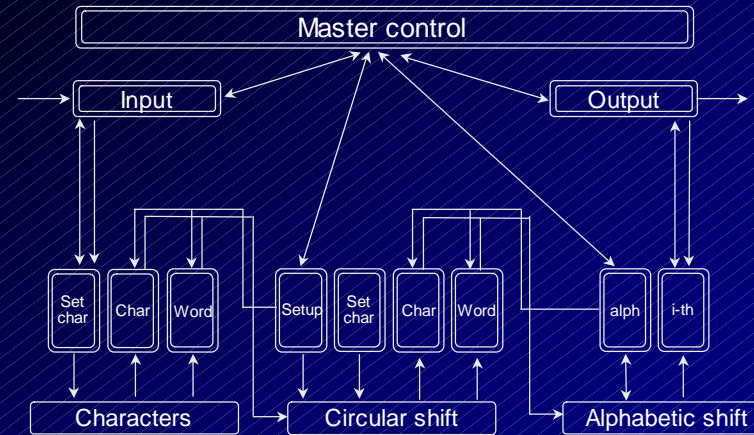 Master control
Input
Output
Set
char
Char
Word
Setup
Set
char
Char
Word
alph
i-th
Characters
Circular shift
Alphabetic shift